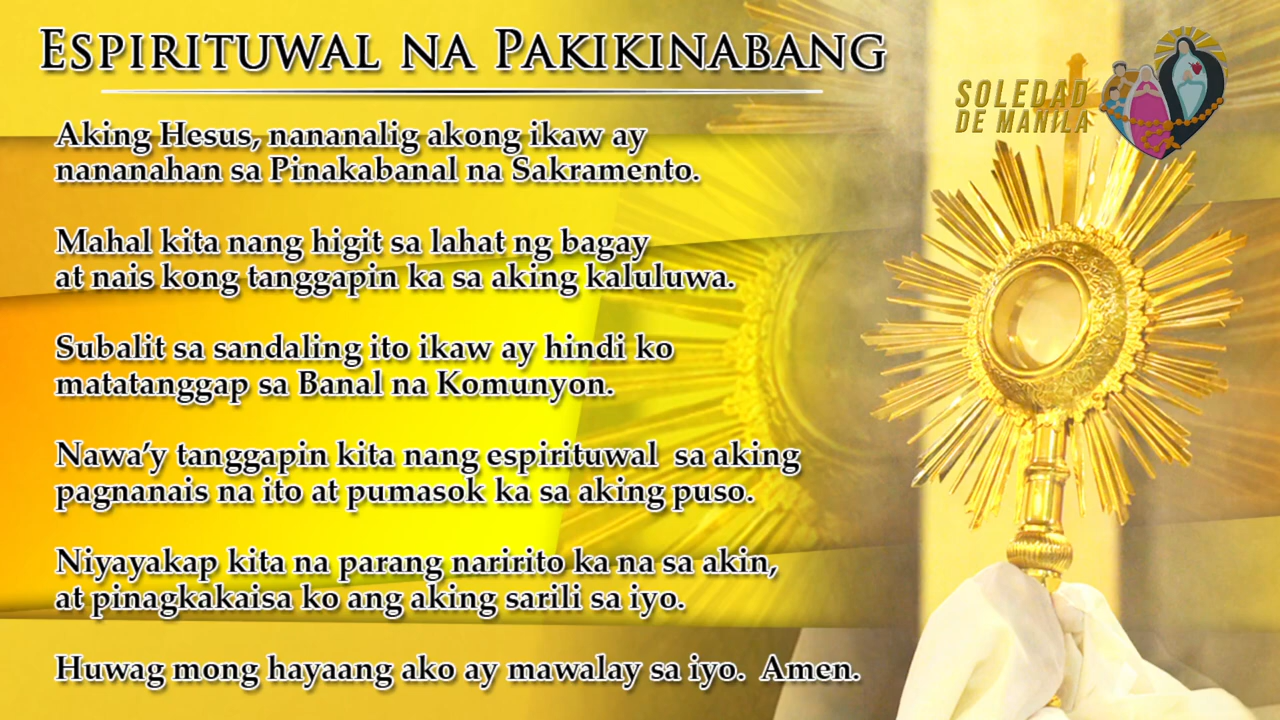 ESPIRITUWAL NA PAKIKINABANG
SOLEDAD
DE MANILA
Aking Hesus, nananalig akong ikaw ay
nananahan sa Pinakabanal na Sakramento.
Mahal kita nang higit sa lahat ng bagay
at nais kong tanggapin ka sa aking kaluluwa.
Subalit sa sandaling ito ikaw ay hindi ko
matatanggap sa Banal na Komunyon.
Nawa’y tanggapin kita nang espirituwal  sa aking
pagnanais na ito at pumasok ka sa aking puso.
Niyayakap kita na parang naririto ka na sa akin,
at pinagkakaisa ko ang aking sarili sa iyo.
Huwag mong hayaang ako ay mawalay sa iyo.  Amen.